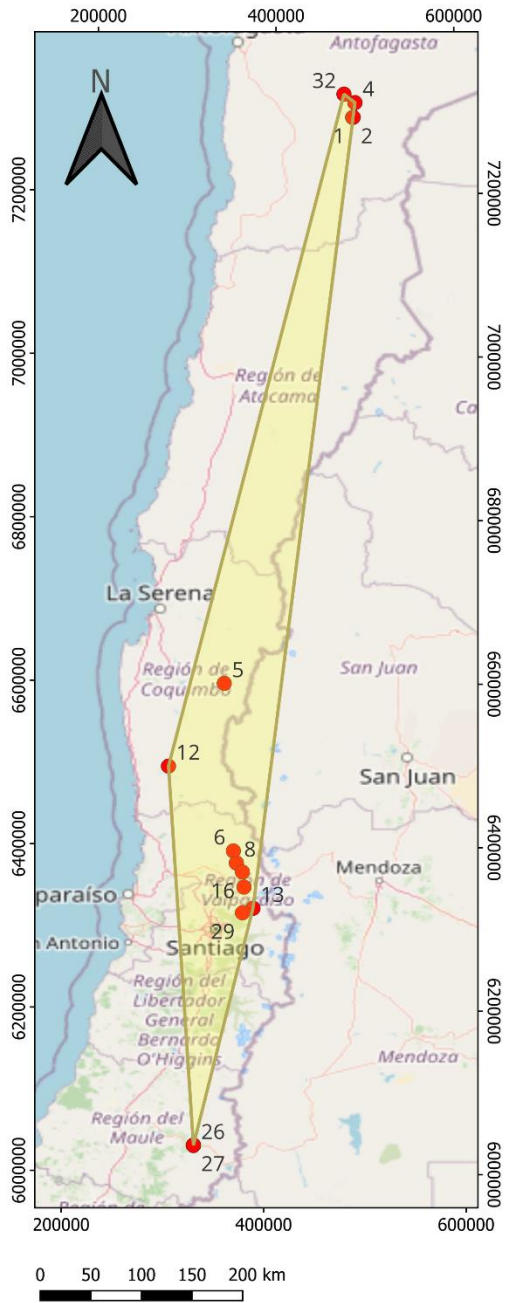 200000 400000 600000
Antofagasta
N
32 4
1 2
7200000 7200000
7000000 7000000
Región de
Atacama
Ca
6800000 6800000
La Serena
6600000 6600000
Región de
Coquimbo
5
San Juan
12
San Juan
6400000 6400000
6 8
Mendoza
Región de
Valparaíso
paraíso
16 13
29
n Antonio
Santiago
Región del
Libertador
General
Bernardo
O'Higgins
6200000 6200000
Mendoza
Región del
Maule
26
27
6000000 6000000
200000 400000 600000
0 50 100 150 200 km